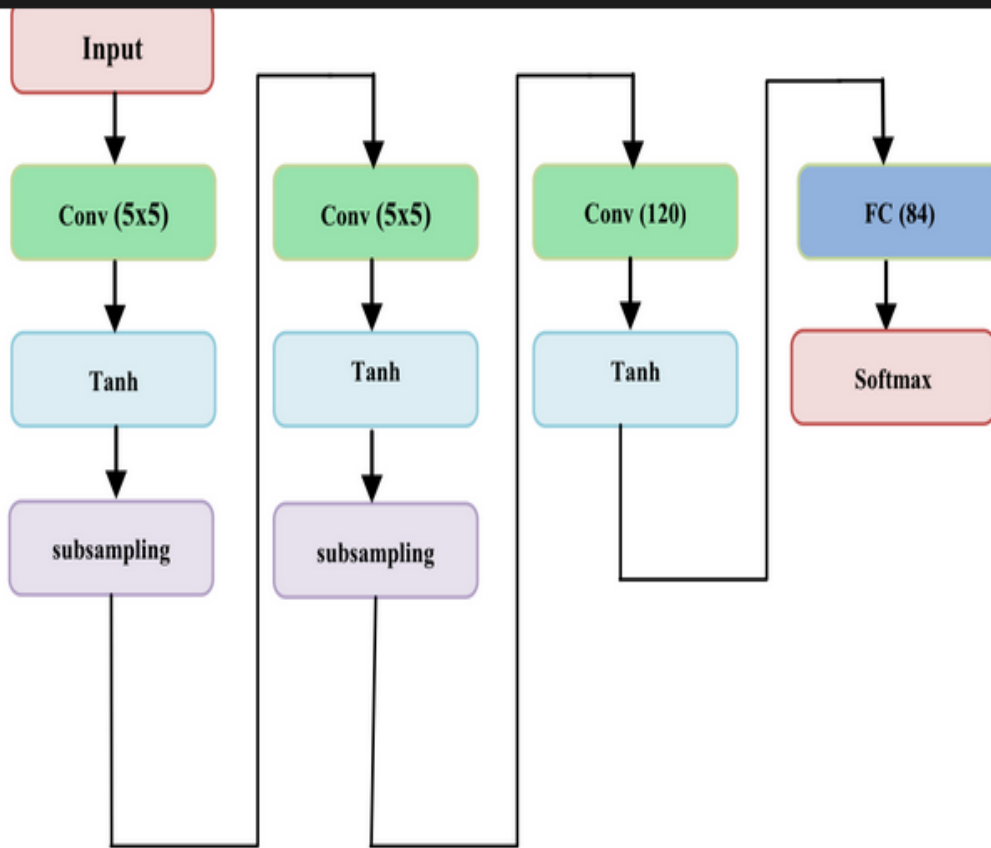 Input
Conv (5x5)
Tanh
subsampling
Conv (5x5)
Tanh
subsampling
Conv (120)
Tanh
FC (84)
Softmax